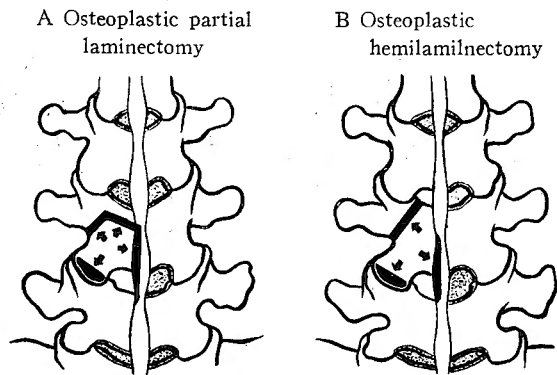 A Osteoplastic partial
laminectomy
B Osteoplastic
hemilamilnectomy